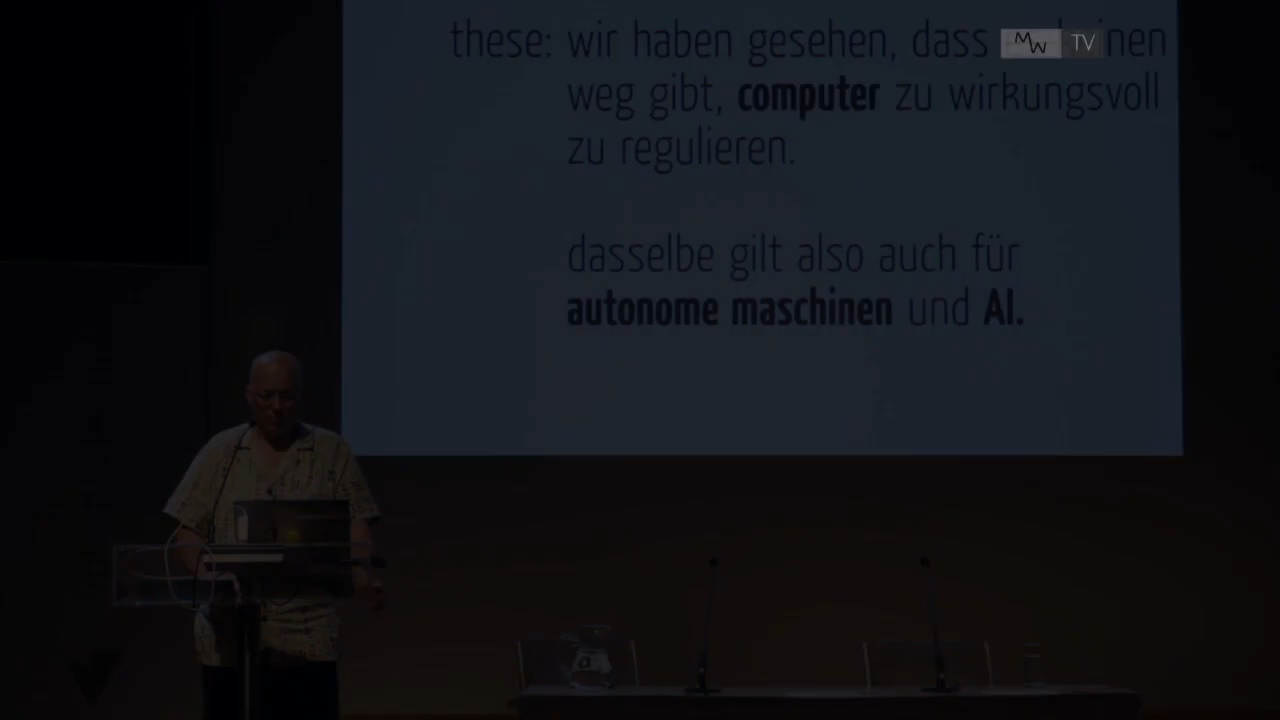 these: wir haben gesehen, dass
MW TV
weg gibt, computer zu wirkungsvoll
zu regulieren.
dasselbe gilt also auch für
autonome maschinen und AI.